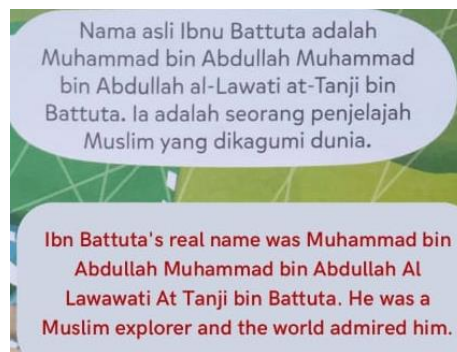 Nama asli Ibnu Battuta adalah
Muhammad bin Abdullah Muhammad
bin Abdullah al-Lawati at-Tanji bin
Battuta. Ia adalah seorang penjelajah
Muslim yang dikagumi dunia.
Ibn Battuta's real name was Muhammad bin
Abdullah Muhammad bin Abdullah Al
Lawawati At Tanji bin Battuta. He was a
Muslim explorer and the world admired him.